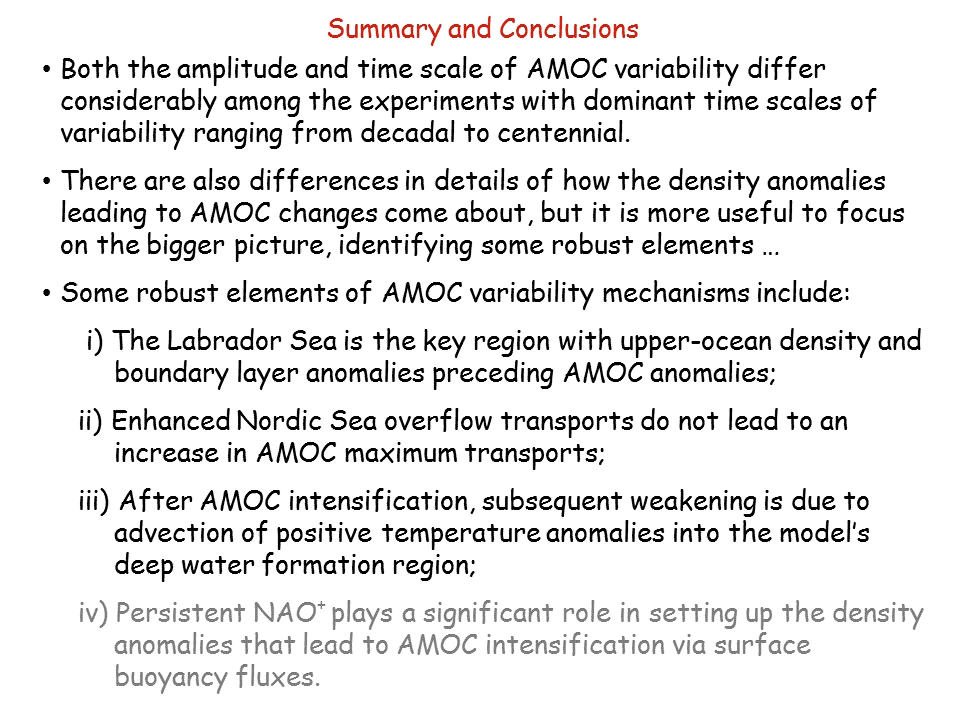 Summary and Conclusions
• Both the amplitude and time scale of AMOC variability differ
considerably among the experiments with dominant time scales of
variability ranging from decadal to centennial.
• There are also differences in details of how the density anomalies
leading to AMOC changes come about, but it is more useful to focus
on the bigger picture, identifying some robust elements …
• Some robust elements of AMOC variability mechanisms include:
i) The Labrador Sea is the key region with upper-ocean density and
boundary layer anomalies preceding AMOC anomalies;
ii) Enhanced Nordic Sea overflow transports do not lead to an
increase in AMOC maximum transports;
iii) After AMOC intensification, subsequent weakening is due to
advection of positive temperature anomalies into the model’s
deep water formation region;
iv) Persistent NAO⁺ plays a significant role in setting up the density
anomalies that lead to AMOC intensification via surface
buoyancy fluxes.